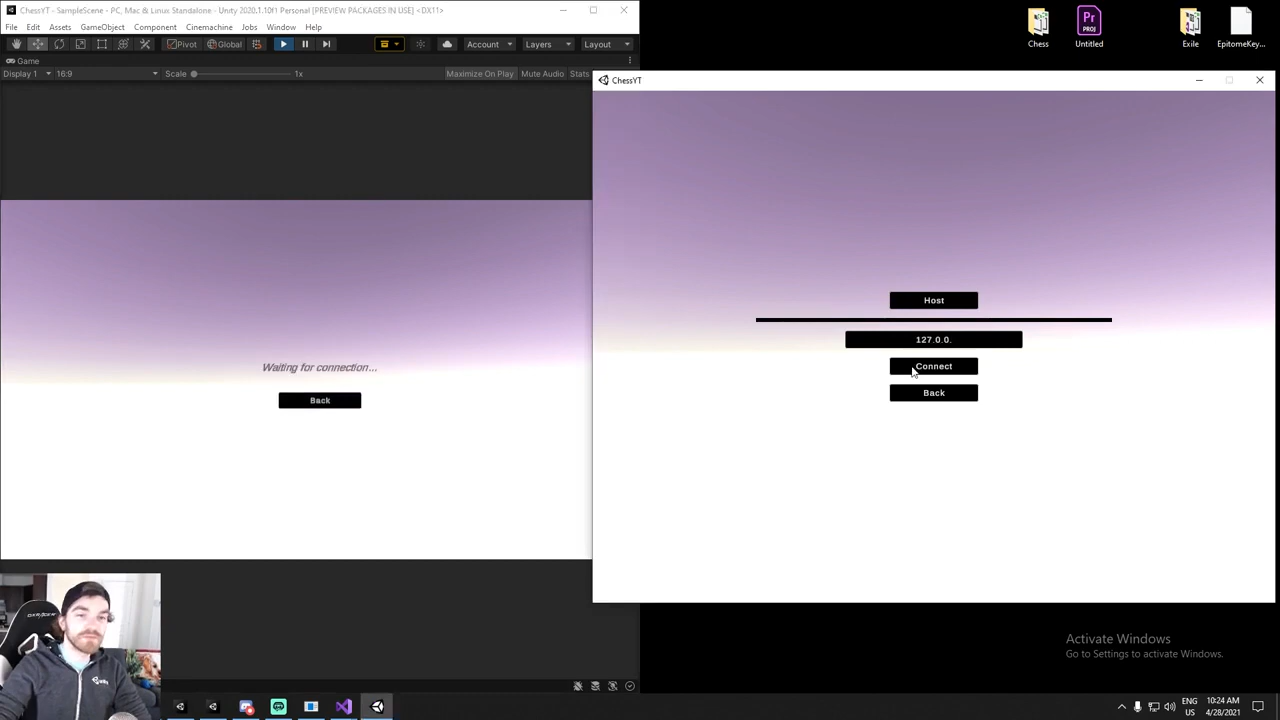 ChessYT - SampleScene - PC, Mac & Linux Standalone - Unity 2020.1.10f1 Personal [PREVIEW PACKAGES IN USE] <DX11>
File Edit Assets GameObject Component Cinemachine Jobs Window Help
Pivot Global Account Layers Layout
Game
Display 1 16:9 Scale 1x Maximize On Play Mute Audio Stats
Waiting for connection...
Back
Chess
PROJ
Untitled
Exile
EpitomeKey...
ChessYT
Host
127.0.0.
Connect
Back
Activate Windows
Go to Settings to activate Windows.
ENG
US
10:24 AM
4/28/2021